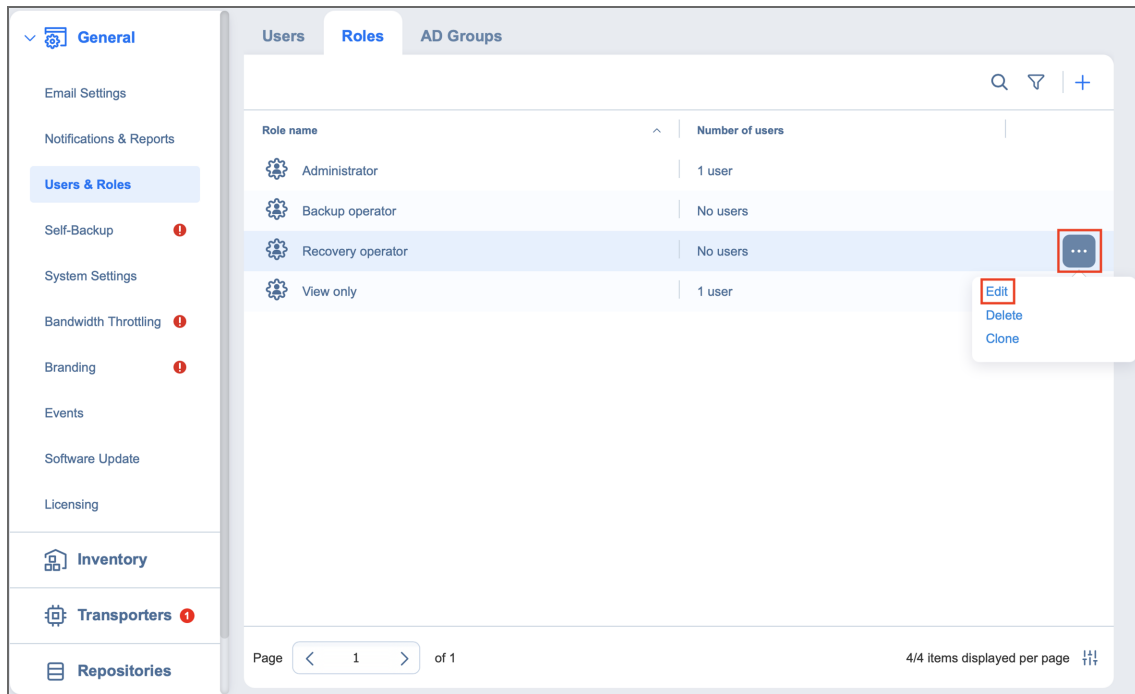 General
Email Settings
Notifications & Reports
Users & Roles
Self-Backup
System Settings
Bandwidth Throttling
Branding
Events
Software Update
Licensing
Inventory
Transporters 1
Repositories
Users Roles AD Groups
Role name Number of users
Administrator 1 user
Backup operator No users
Recovery operator No users
View only 1 user
Edit
Delete
Clone
Page 1 of 1 4/4 items displayed per page